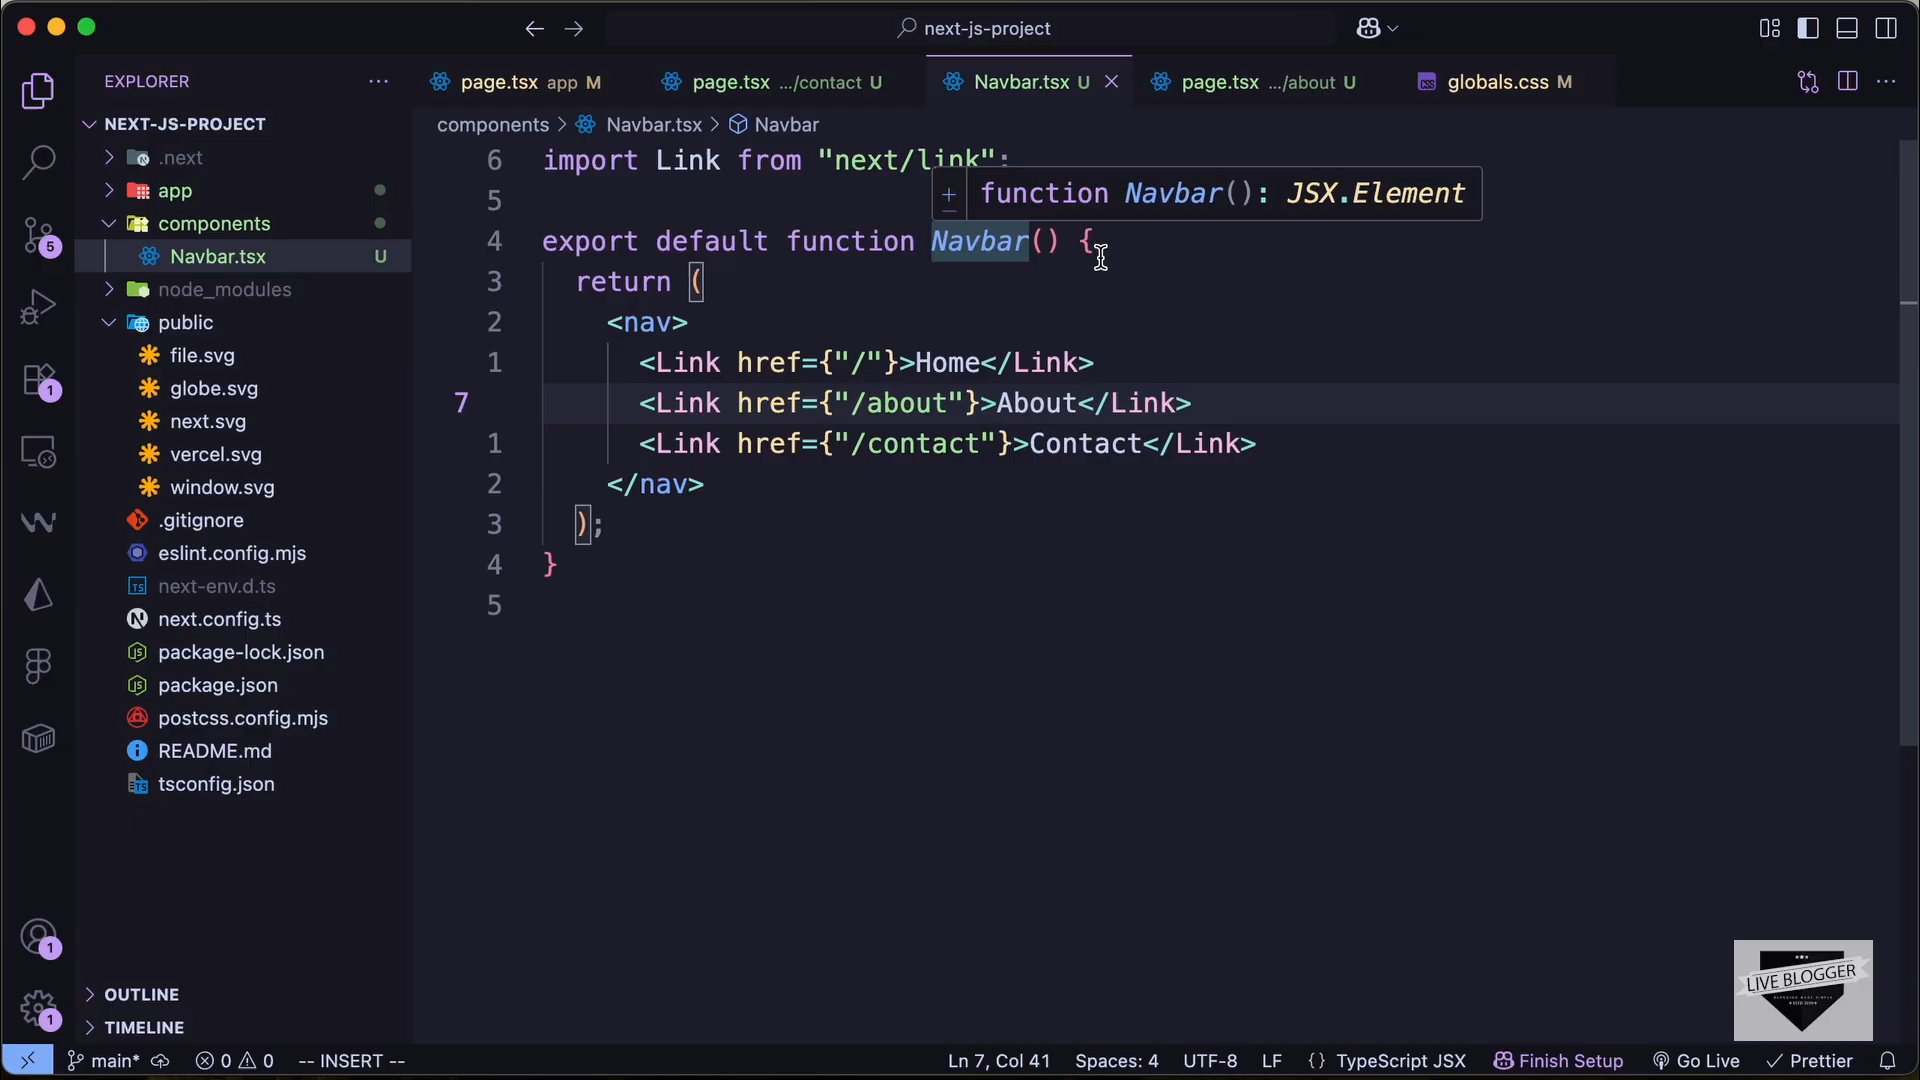 next-js-project
EXPLORER
page.tsx app M
page.tsx .../contact U
Navbar.tsx U
page.tsx .../about U
globals.css M
NEXT-JS-PROJECT
components > Navbar.tsx > Navbar
.next
app
components
Navbar.tsx U
node_modules
public
file.svg
globe.svg
next.svg
vercel.svg
window.svg
.gitignore
eslint.config.mjs
next-env.d.ts
next.config.ts
package-lock.json
package.json
postcss.config.mjs
README.md
tsconfig.json
OUTLINE
TIMELINE
5
1
1
1
6 import Link from "next/link";
+ function Navbar(): JSX.Element
5
4 export default function Navbar() {
3 return (
2 <nav>
1 <Link href={"/"}>Home</Link>
7 <Link href={"/about"}>About</Link>
1 <Link href={"/contact"}>Contact</Link>
2 </nav>
3 );
4 }
5
LIVE BLOGGER
main* 0 0 -- INSERT --
Ln 7, Col 41 Spaces: 4 UTF-8 LF {} TypeScript JSX Finish Setup Go Live Prettier